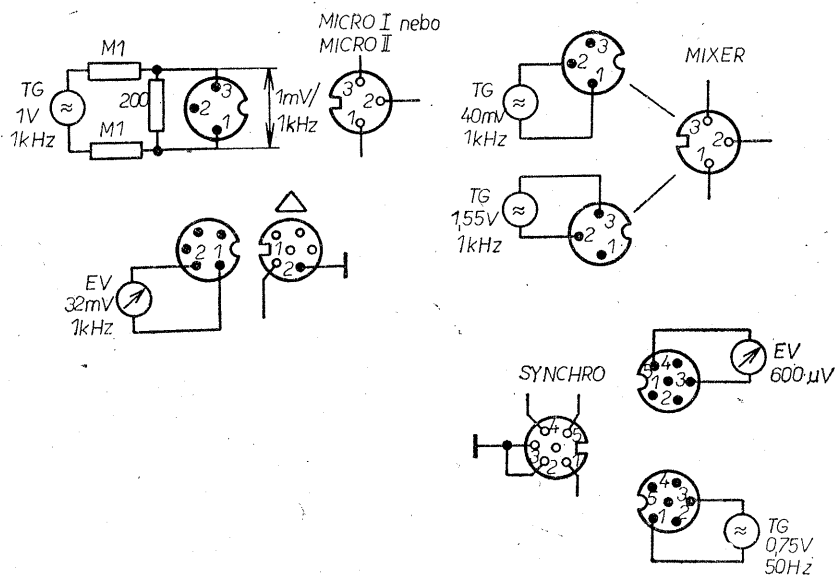 MICRO I nebo
MICRO II
M1
TG
1V
1kHz
200
M1
3
2
1
1mV/
1kHz
3
2
1
TG
40mV
1kHz
3
2
1
MIXER
3
2
1
TG
1,55V
1kHz
3
2
1
EV
32mV
1kHz
2
1
1
2
SYNCHRO
4
5
3
2
1
5
4
1
3
2
EV
600 µV
4
5
3
1
2
TG
0,75V
50Hz